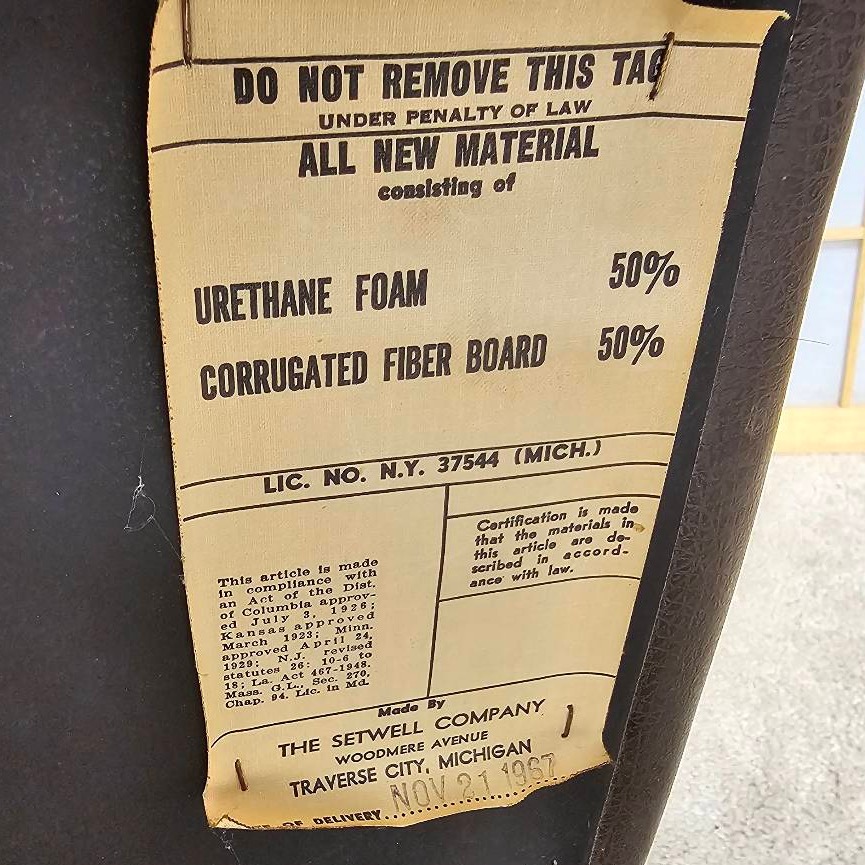 DO NOT REMOVE THIS TAG
UNDER PENALTY OF LAW
ALL NEW MATERIAL
consisting of
URETHANE FOAM 50%
CORRUGATED FIBER BOARD 50%
LIC. NO. N.Y. 37544 (MICH.)
This article is made
in compliance with
an Act of the Dist.
of Columbia approv-
ed July 3, 1926;
Kansas approved
March 1923; Minn.
approved April 24,
1929; N.J. revised
statutes 26: 10-6 to
18; La. Act 467-1948.
Mass. G.L., Sec. 270,
Chap. 94. Lic. in Md.
Certification is made
that the materials in
this article are de-
scribed in accord-
ance with law.
Made By
THE SETWELL COMPANY
WOODMERE AVENUE
TRAVERSE CITY, MICHIGAN
OF DELIVERY NOV 21 1967